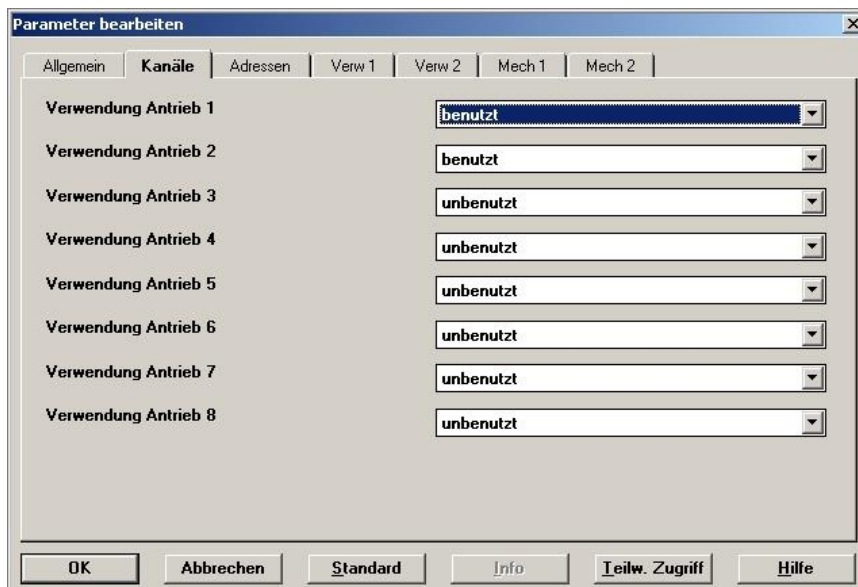 Parameter bearbeiten
Allgemein Kanäle Adressen Verw 1 Verw 2 Mech 1 Mech 2
Verwendung Antrieb 1 benutzt
Verwendung Antrieb 2 benutzt
Verwendung Antrieb 3 unbenutzt
Verwendung Antrieb 4 unbenutzt
Verwendung Antrieb 5 unbenutzt
Verwendung Antrieb 6 unbenutzt
Verwendung Antrieb 7 unbenutzt
Verwendung Antrieb 8 unbenutzt
OK Abbrechen Standard Info Teilw. Zugriff Hilfe